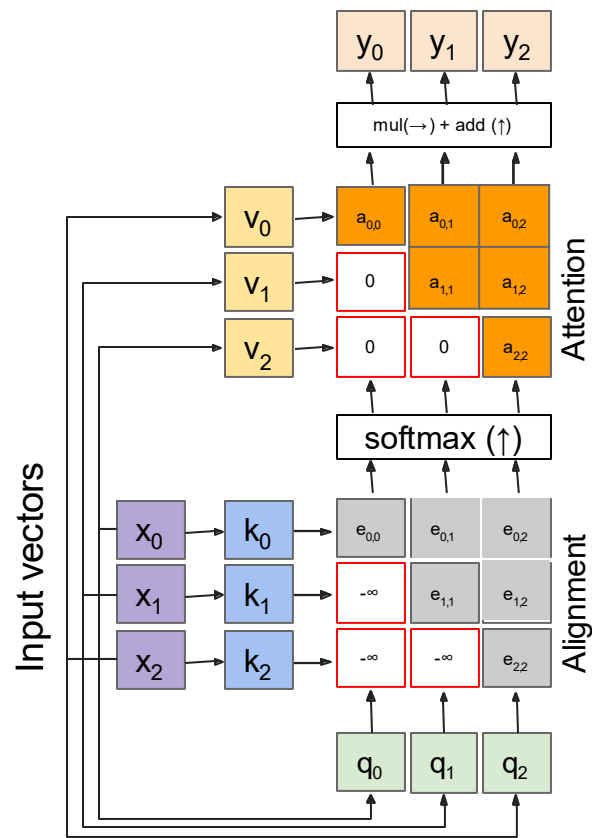 y0 y1 y2
mul(→) + add (↑)
v0 a0,0 a0,1 a0,2
v1 0 a1,1 a1,2
v2 0 0 a2,2
Attention
softmax (↑)
Input vectors
x0 k0 e0,0 e0,1 e0,2
x1 k1 -∞ e1,1 e1,2
x2 k2 -∞ -∞ e2,2
Alignment
q0 q1 q2